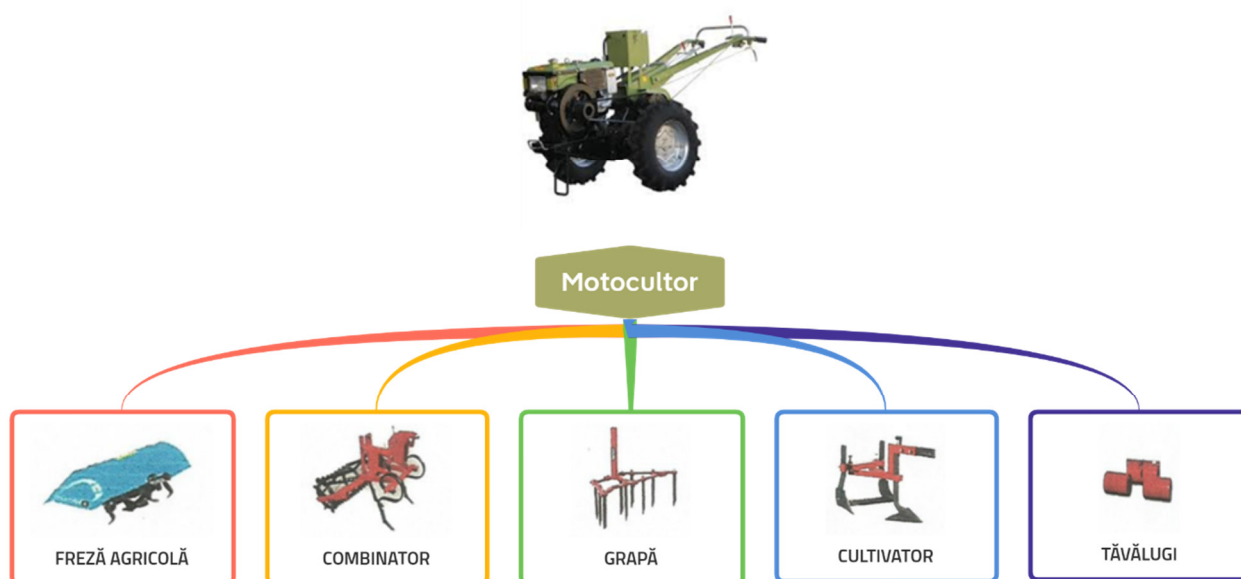 Motocultor
FREZĂ AGRICOLĂ
COMBINATOR
GRAPĂ
CULTIVATOR
TĂVĂLUGI